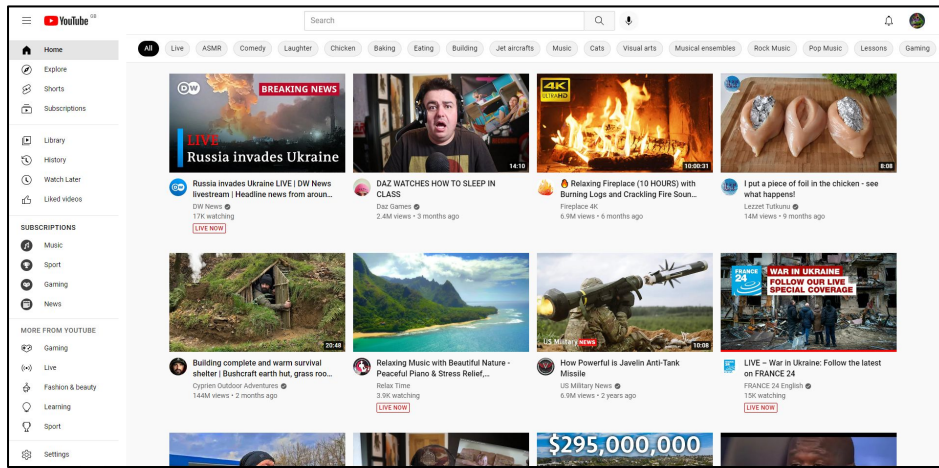 YouTube GB
Search
Home
Explore
Shorts
Subscriptions
Library
History
Watch Later
Liked videos
SUBSCRIPTIONS
Music
Sport
Gaming
News
MORE FROM YOUTUBE
Gaming
Live
Fashion & beauty
Learning
Sport
Settings
All Live ASMR Comedy Laughter Chicken Baking Eating Building Jet aircrafts Music Cats Visual arts Musical ensembles Rock Music Pop Music Lessons Gaming
DW BREAKING NEWS
LIVE
Russia invades Ukraine
Russia invades Ukraine LIVE | DW News
livestream | Headline news from aroun...
DW News
17K watching
LIVE NOW
14:10
DAZ WATCHES HOW TO SLEEP IN
CLASS
Daz Games
2.4M views • 3 months ago
4K
ULTRAHD
10:00:31
Relaxing Fireplace (10 HOURS) with
Burning Logs and Crackling Fire Soun...
Fireplace 4K
6.9M views • 6 months ago
8:08
I put a piece of foil in the chicken - see
what happens!
Lezzet Tutkunu
14M views • 9 months ago
20:48
Building complete and warm survival
shelter | Bushcraft earth hut, grass roo...
Cyprien Outdoor Adventures
144M views • 2 months ago
Relaxing Music with Beautiful Nature -
Peaceful Piano & Stress Relief,...
Relax Time
3.9K watching
LIVE NOW
US Military NEWS
10:08
How Powerful is Javelin Anti-Tank
Missile
US Military News
6.9M views • 2 years ago
FRANCE
24
WAR IN UKRAINE
FOLLOW OUR LIVE
SPECIAL COVERAGE
LIVE – War in Ukraine: Follow the latest
on FRANCE 24
FRANCE 24 English
15K watching
LIVE NOW
$295,000,000